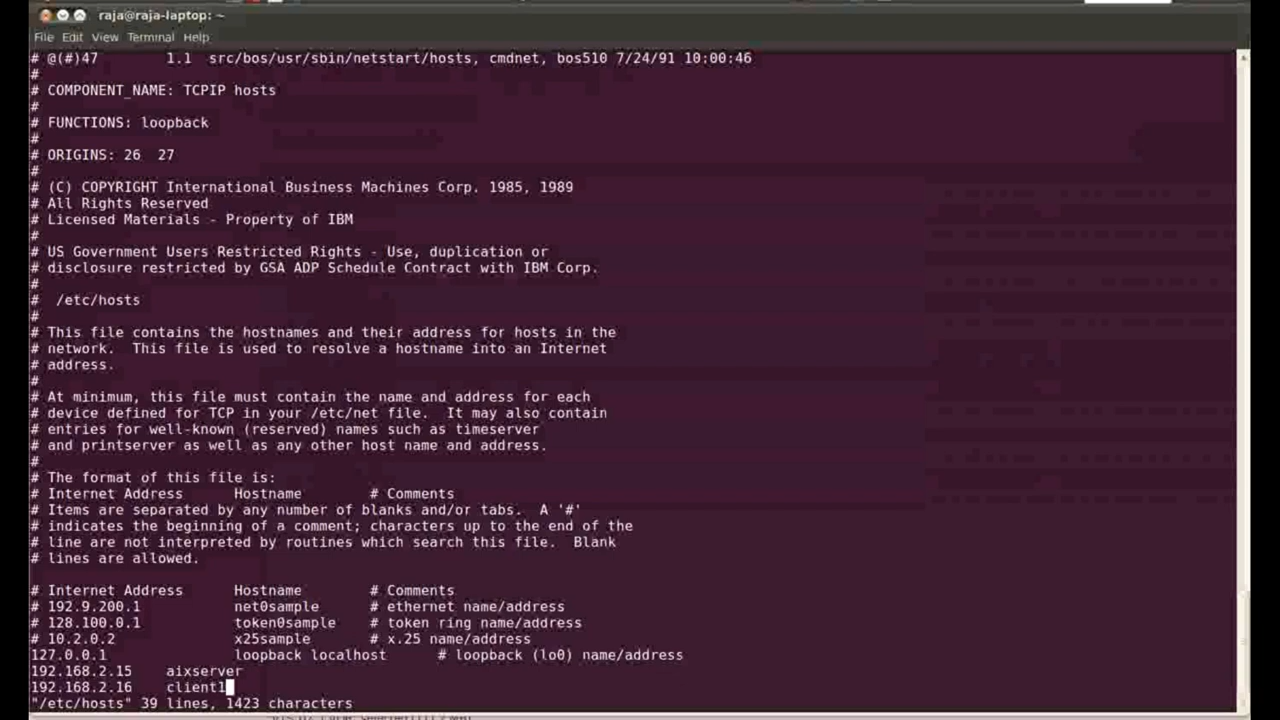 raja@raja-laptop: ~
File Edit View Terminal Help
# @(#)47 1.1 src/bos/usr/sbin/netstart/hosts, cmdnet, bos510 7/24/91 10:00:46
#
# COMPONENT_NAME: TCPIP hosts
#
# FUNCTIONS: loopback
#
# ORIGINS: 26 27
#
# (C) COPYRIGHT International Business Machines Corp. 1985, 1989
# All Rights Reserved
# Licensed Materials - Property of IBM
#
# US Government Users Restricted Rights - Use, duplication or
# disclosure restricted by GSA ADP Schedule Contract with IBM Corp.
#
# /etc/hosts
#
# This file contains the hostnames and their address for hosts in the
# network. This file is used to resolve a hostname into an Internet
# address.
#
# At minimum, this file must contain the name and address for each
# device defined for TCP in your /etc/net file. It may also contain
# entries for well-known (reserved) names such as timeserver
# and printserver as well as any other host name and address.
#
# The format of this file is:
# Internet Address Hostname # Comments
# Items are separated by any number of blanks and/or tabs. A '#'
# indicates the beginning of a comment; characters up to the end of the
# line are not interpreted by routines which search this file. Blank
# lines are allowed.
# Internet Address Hostname # Comments
# 192.9.200.1 net0sample # ethernet name/address
# 128.100.0.1 token0sample # token ring name/address
# 10.2.0.2 x25sample # x.25 name/address
127.0.0.1 loopback localhost # loopback (lo0) name/address
192.168.2.15 aixserver
192.168.2.16 client1
"/etc/hosts" 39 lines, 1423 characters